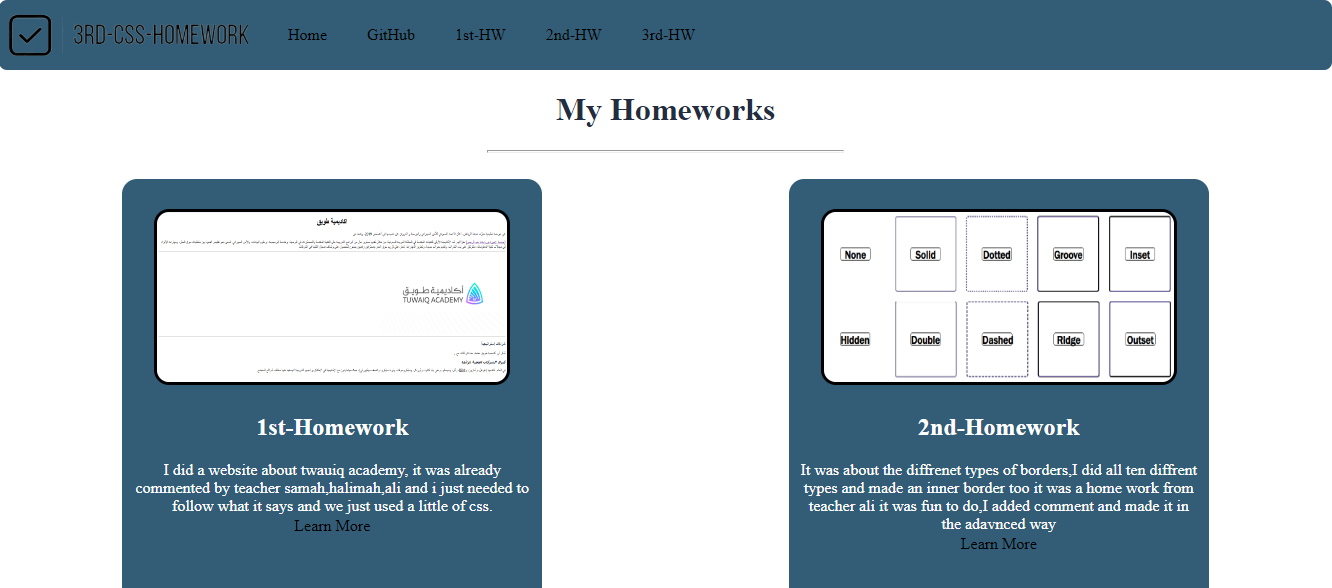 3RD-CSS-HOMEWORK Home GitHub 1st-HW 2nd-HW 3rd-HW
My Homeworks
أكاديمية طويق
أكاديمية طويق
TUWAIQ ACADEMY
None Solid Dotted Groove Inset
Hidden Double Dashed Ridge Outset
1st-Homework
I did a website about twauiq academy, it was already
commented by teacher samah,halimah,ali and i just needed to
follow what it says and we just used a little of css.
Learn More
2nd-Homework
It was about the diffrenet types of borders,I did all ten diffrent
types and made an inner border too it was a home work from
teacher ali it was fun to do,I added comment and made it in
the adavnced way
Learn More